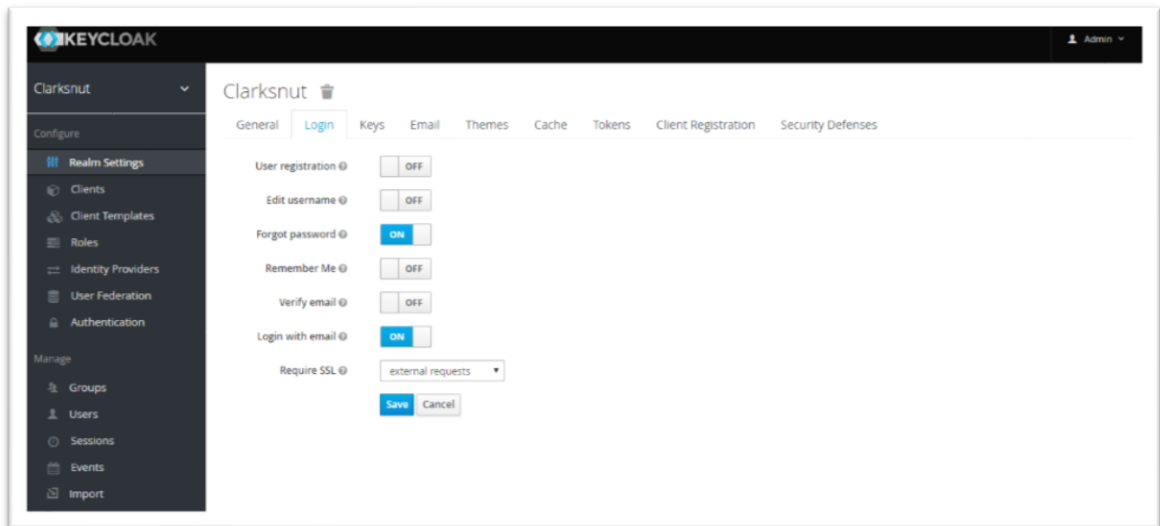 KEYCLOAK
Admin
Clarksnut
Configure
Realm Settings
Clients
Client Templates
Roles
Identity Providers
User Federation
Authentication
Manage
Groups
Users
Sessions
Events
Import
Clarksnut
General Login Keys Email Themes Cache Tokens Client Registration Security Defenses
User registration OFF
Edit username OFF
Forgot password ON
Remember Me OFF
Verify email OFF
Login with email ON
Require SSL external requests
Save Cancel